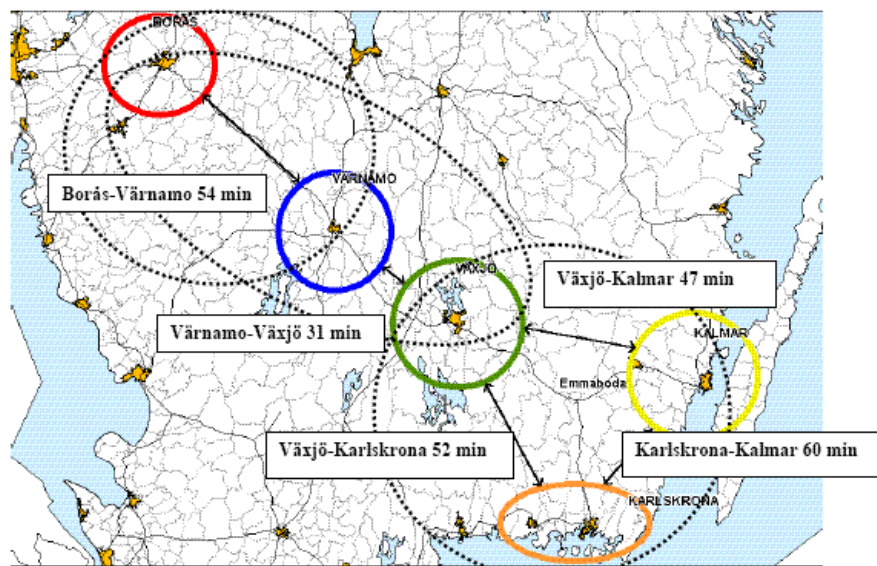 BORÅS
Borås-Värnamo 54 min
VÄRNAMO
VÄXJÖ
Växjö-Kalmar 47 min
Värnamo-Växjö 31 min
KALMAR
Emmaboda
Växjö-Karlskrona 52 min
Karlskrona-Kalmar 60 min
KARLSKRONA